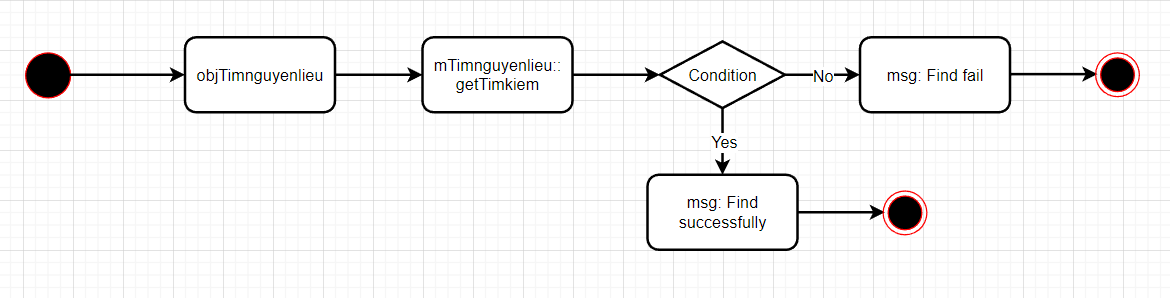 objTimnguyenlieu
mTimnguyenlieu::
getTimkiem
Condition
No
msg: Find fail
Yes
msg: Find
successfully